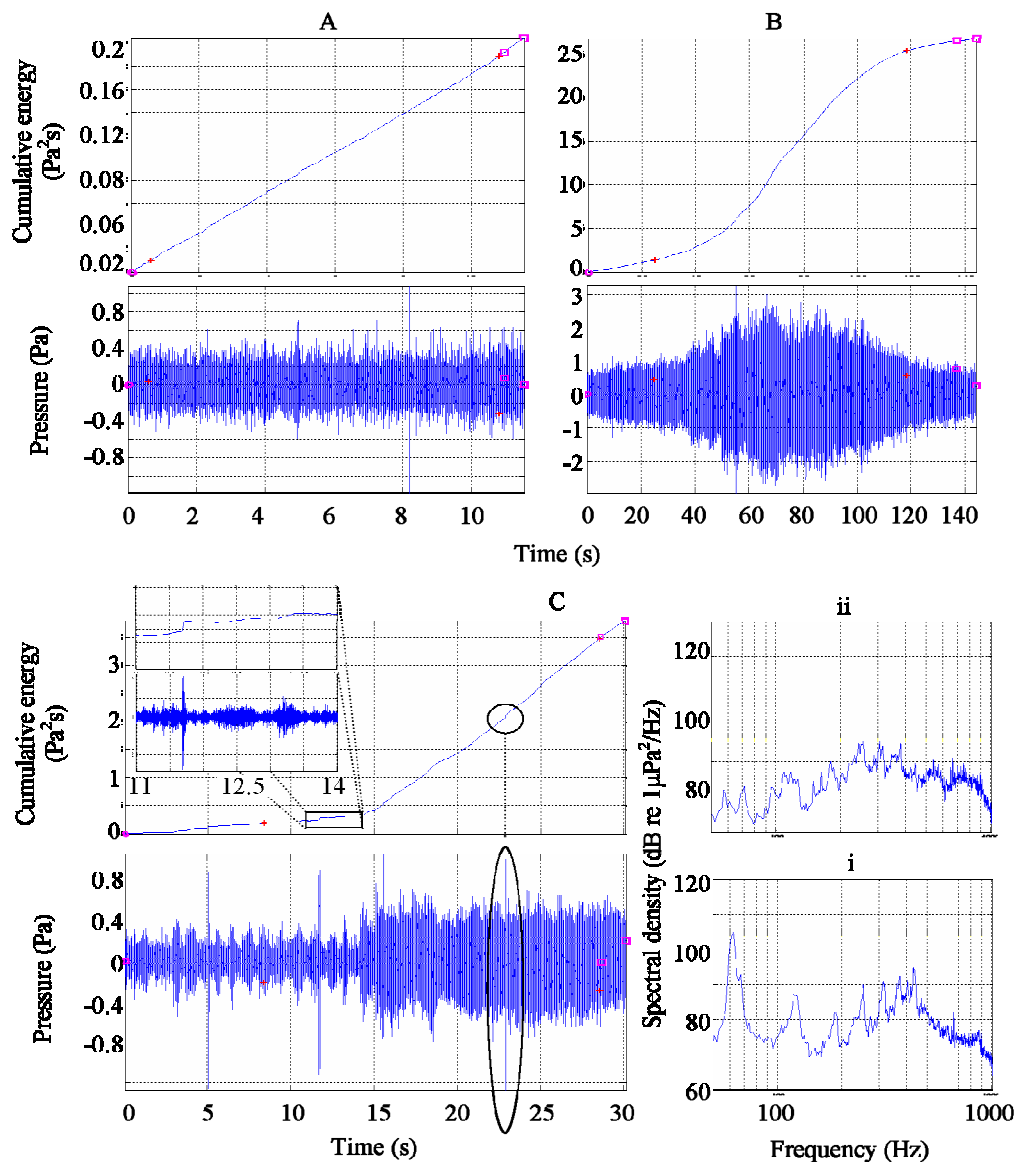 A
B
Cumulative energy
(Pa²s)
0.2
0.16
0.12
0.08
0.06
0.02
25
20
15
10
5
0
Pressure (Pa)
0.8
0.4
0
-0.4
-0.8
3
2
1
0
-1
-2
0 2 4 6 8 10
0 20 40 60 80 100 120 140
Time (s)
C
ii
Cumulative energy
(Pa²s)
3
2
1
0
11 12.5 14
120
100
80
i
Pressure (Pa)
0.8
0.4
0
-0.4
-0.8
0 5 10 15 20 25 30
Time (s)
Spectral density (dB re 1µPa²/Hz)
120
100
80
60
100 1000
Frequency (Hz)